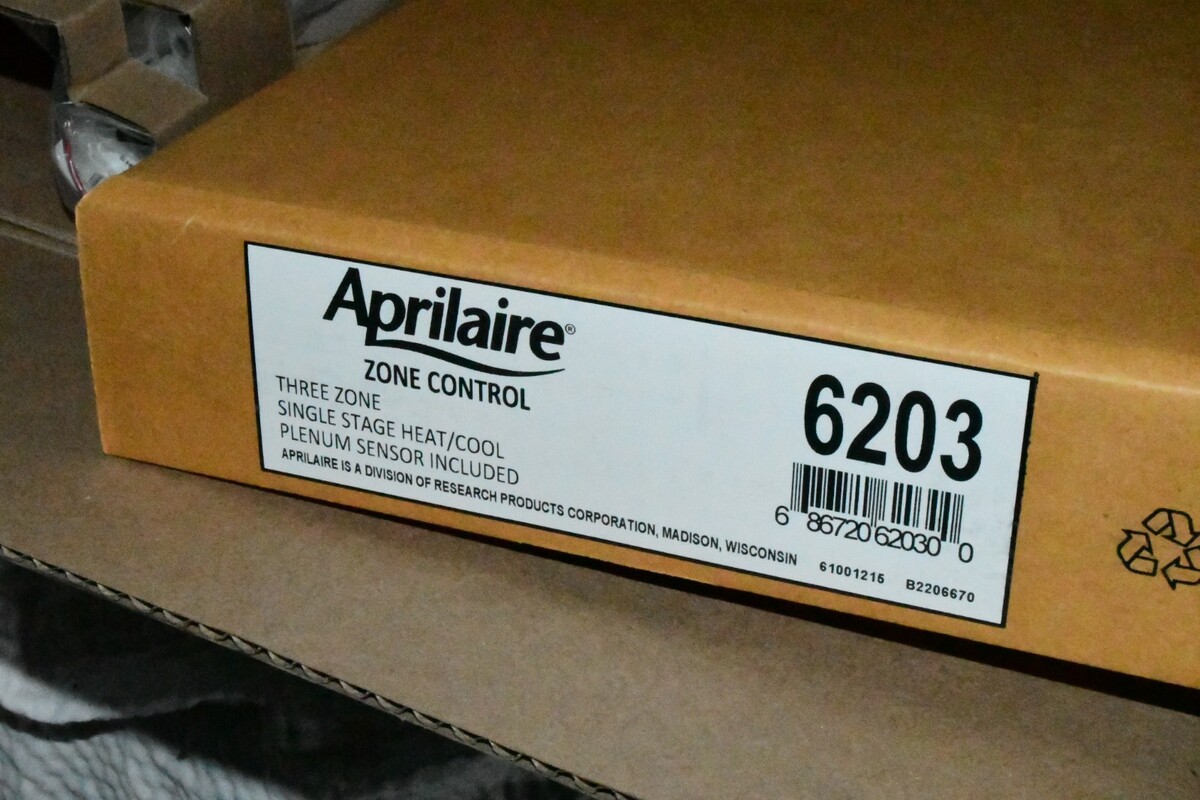 Aprilaire®
ZONE CONTROL
THREE ZONE
SINGLE STAGE HEAT/COOL
PLENUM SENSOR INCLUDED
APRILAIRE IS A DIVISION OF RESEARCH PRODUCTS CORPORATION, MADISON, WISCONSIN
6203
6 86720 62030 0
61001215 B2206670